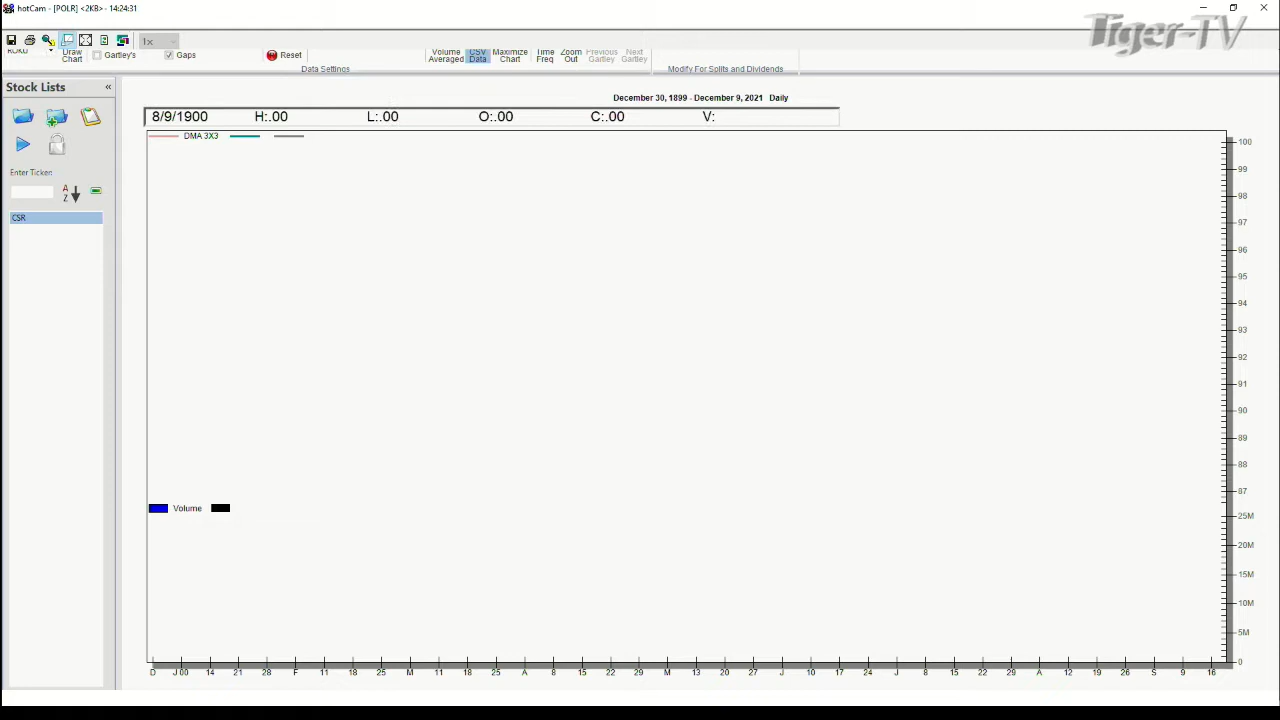 hotCam - [POLR] <2KB> - 14:24:31
Tiger-TV
1x
ROKU
Draw Chart
Gartley's
Gaps
Reset
Data Settings
Volume Averaged
CSV Data
Maximize Chart
Time Freq
Zoom Out
Previous Gartley
Next Gartley
Modify For Splits and Dividends
Stock Lists «
Enter Ticker:
A
Z
CSR
December 30, 1899 - December 9, 2021 Daily
8/9/1900 H:.00 L:.00 O:.00 C:.00 V:
DMA 3X3
100
99
98
97
96
95
94
93
92
91
90
89
88
87
Volume
25M
20M
15M
10M
5M
0
D J 00 14 21 28 F 11 18 25 M 11 18 25 A 8 15 22 29 M 13 20 27 J 10 17 24 J 8 15 22 29 A 12 19 26 S 9 16